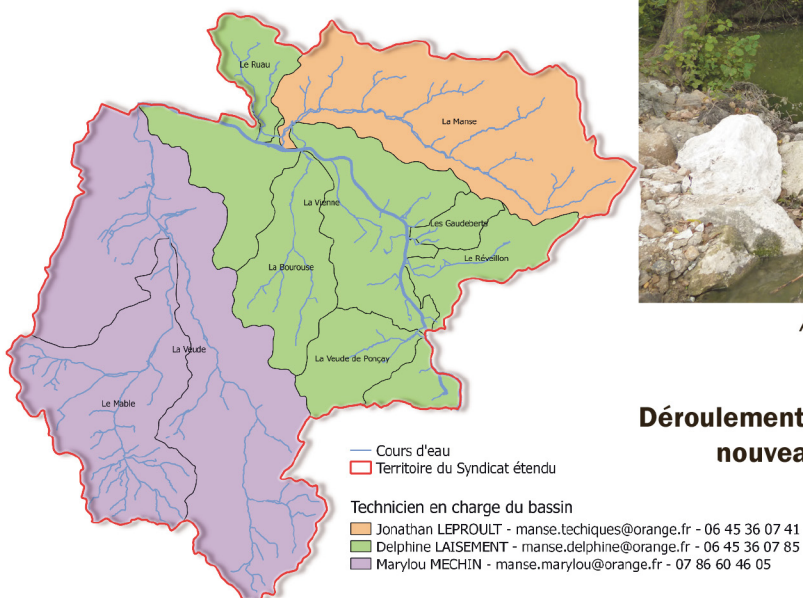 Le Ruau
La Manse
La Vienne
Les Gaudeberts
Le Réveillon
La Bourouse
La Veude de Ponçay
La Veude
Le Mable
Cours d'eau
Territoire du Syndicat étendu
Technicien en charge du bassin
Jonathan LEPROULT - manse.techiques@orange.fr - 06 45 36 07 41
Delphine LAISEMENT - manse.delphine@orange.fr - 06 45 36 07 85
Marylou MECHIN - manse.marylou@orange.fr - 07 86 60 46 05
Déroulement
nouvea